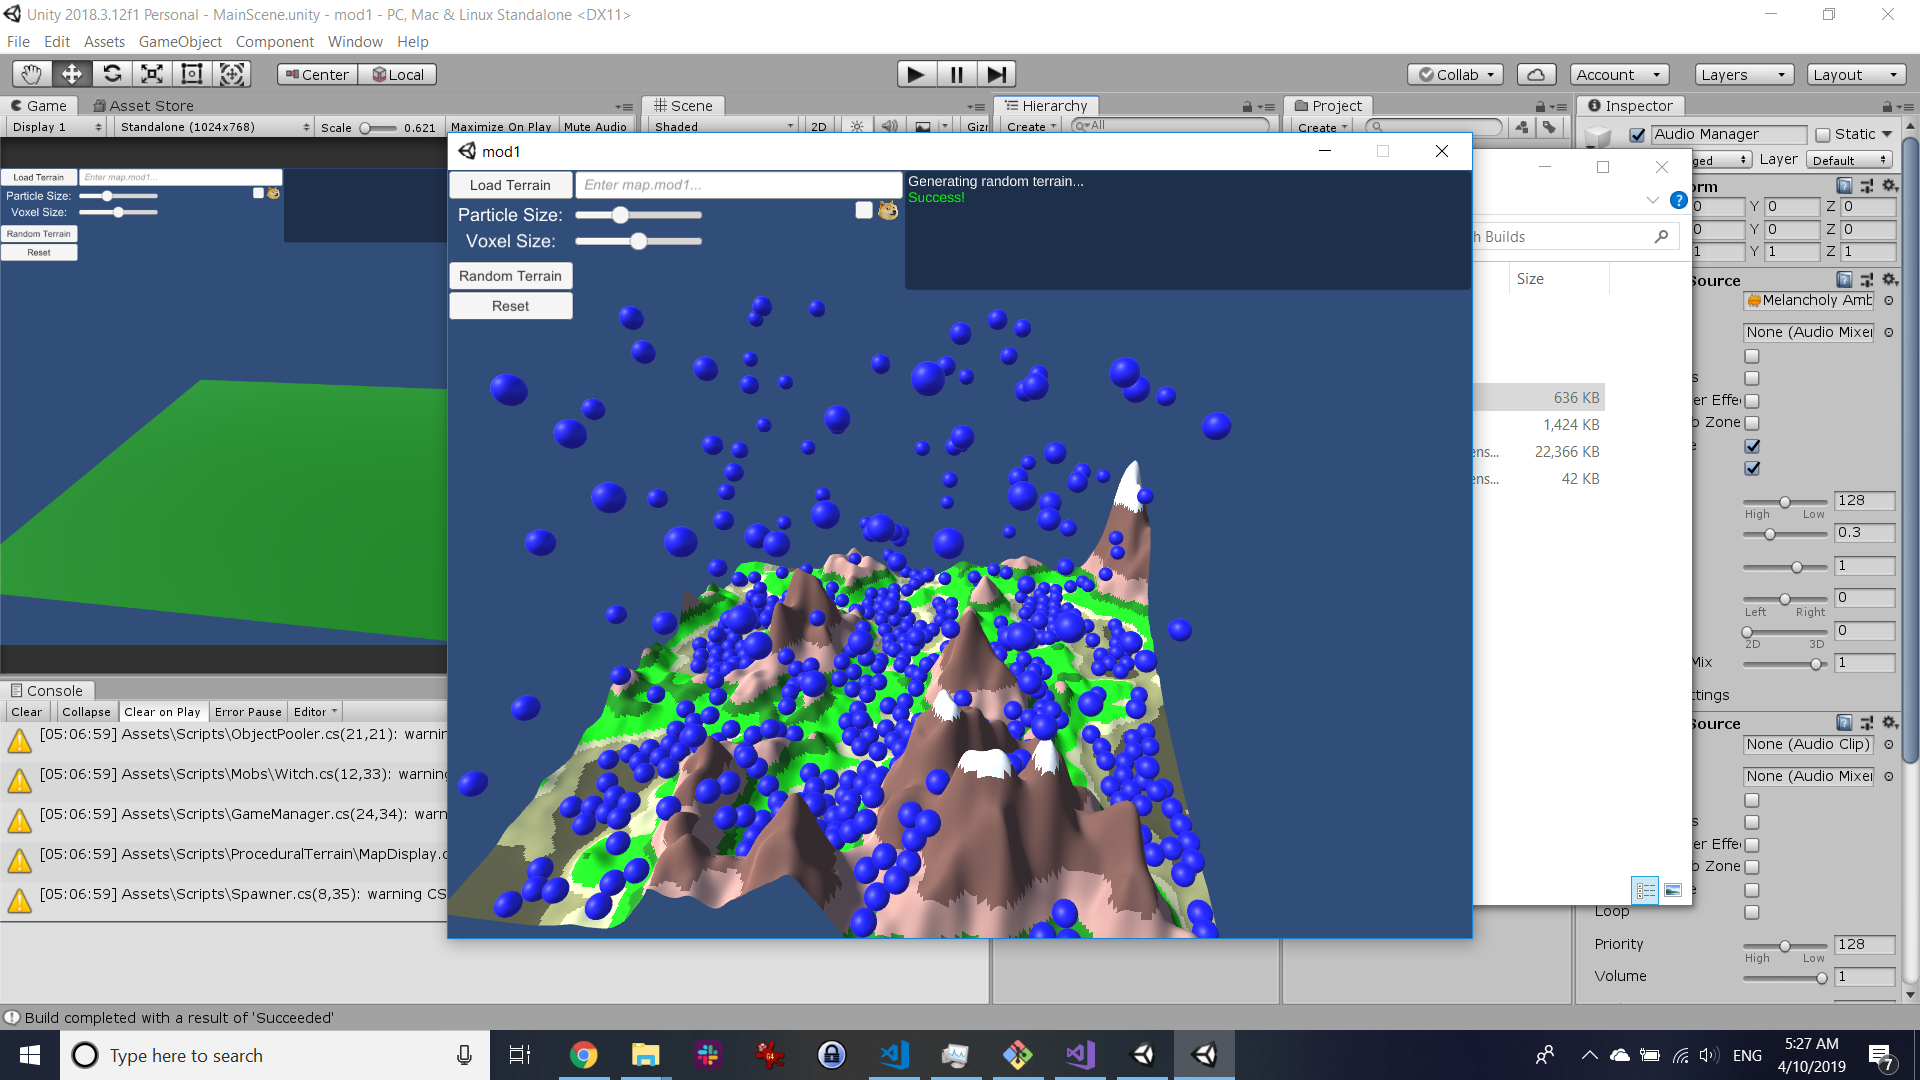 Unity 2018.3.12f1 Personal - MainScene.unity - mod1 - PC, Mac & Linux Standalone <DX11>
File Edit Assets GameObject Component Window Help
Center Local Collab Account Layers Layout
Game Asset Store Scene Hierarchy Project Inspector
Display 1 Standalone (1024x768) Scale 0.621 Maximize On Play Mute Audio Shaded 2D Giz Create All Create
Audio Manager Static
ged Layer Default
Load Terrain
Particle Size:
Voxel Size:
Random Terrain
Reset
mod1
Load Terrain Enter map.mod1...
Particle Size:
Voxel Size:
Random Terrain
Reset
Generating random terrain...
Success!
h Builds
Size
636 KB
1,424 KB
ens... 22,366 KB
ens... 42 KB
orm
0 Y 0 Z 0
0 Y 0 Z 0
1 Y 1 Z 1
Source
Melancholy Amb
None (Audio Mixer
s
er Effe
b Zone
e
128
High Low
0.3
1
0
Left Right
0
2D 3D
Mix 1
ttings
Source
None (Audio Clip)
None (Audio Mixer
s
er Effe
b Zone
e
Loop
Priority 128
High Low
Volume 1
Console
Clear Collapse Clear on Play Error Pause Editor
[05:06:59] Assets\Scripts\ObjectPooler.cs(21,21): warning
[05:06:59] Assets\Scripts\Mobs\Witch.cs(12,33): warning
[05:06:59] Assets\Scripts\GameManager.cs(24,34): warn
[05:06:59] Assets\Scripts\ProceduralTerrain\MapDisplay.c
[05:06:59] Assets\Scripts\Spawner.cs(8,35): warning CS
Build completed with a result of 'Succeeded'
Type here to search
64
ENG
5:27 AM
4/10/2019
7